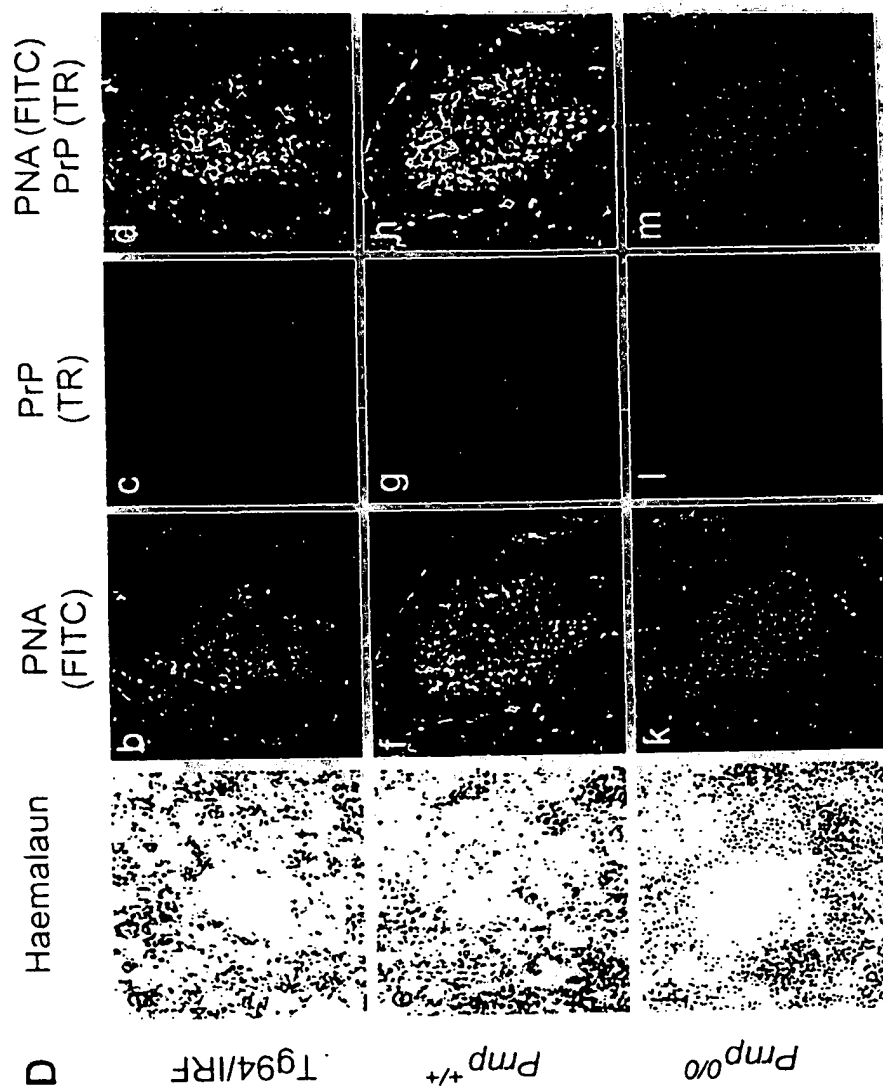 D
Haemalaun
PNA
(FITC)
PrP
(TR)
PNA (FITC)
PrP (TR)
Tg94/IRF
b
c
d
Prnp+/+
e
f
g
h
Prnp0/0
k
l
m